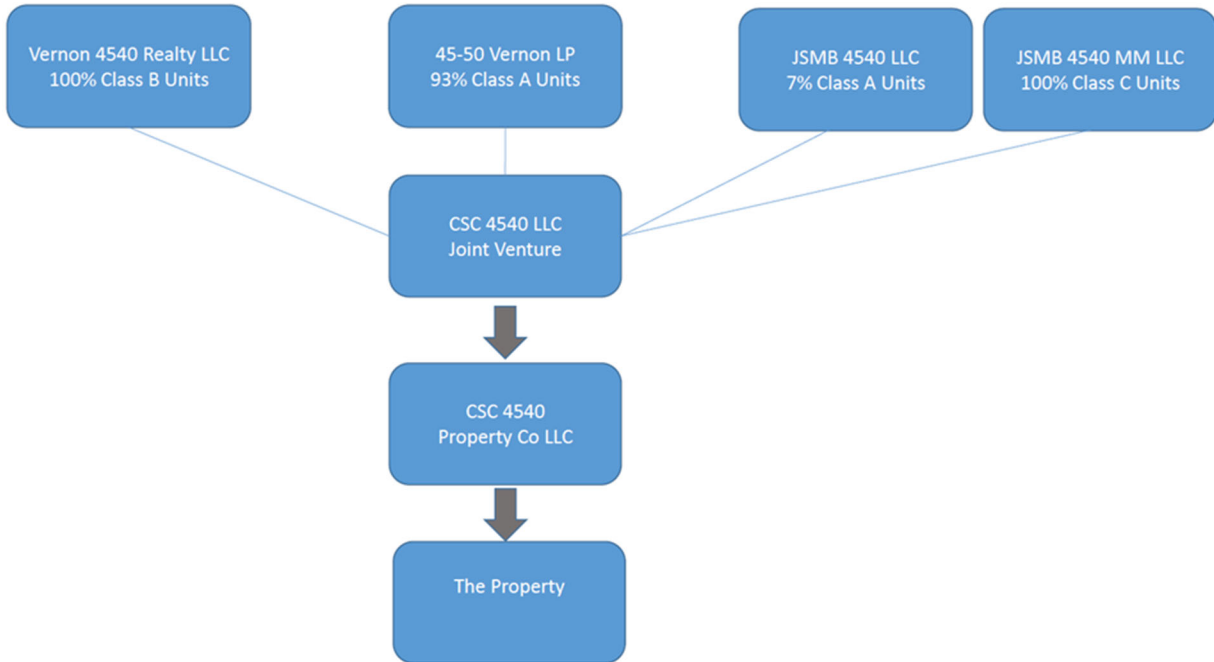 Vernon 4540 Realty LLC
100% Class B Units
45-50 Vernon LP
93% Class A Units
JSMB 4540 LLC
7% Class A Units
JSMB 4540 MM LLC
100% Class C Units
CSC 4540 LLC
Joint Venture
CSC 4540
Property Co LLC
The Property